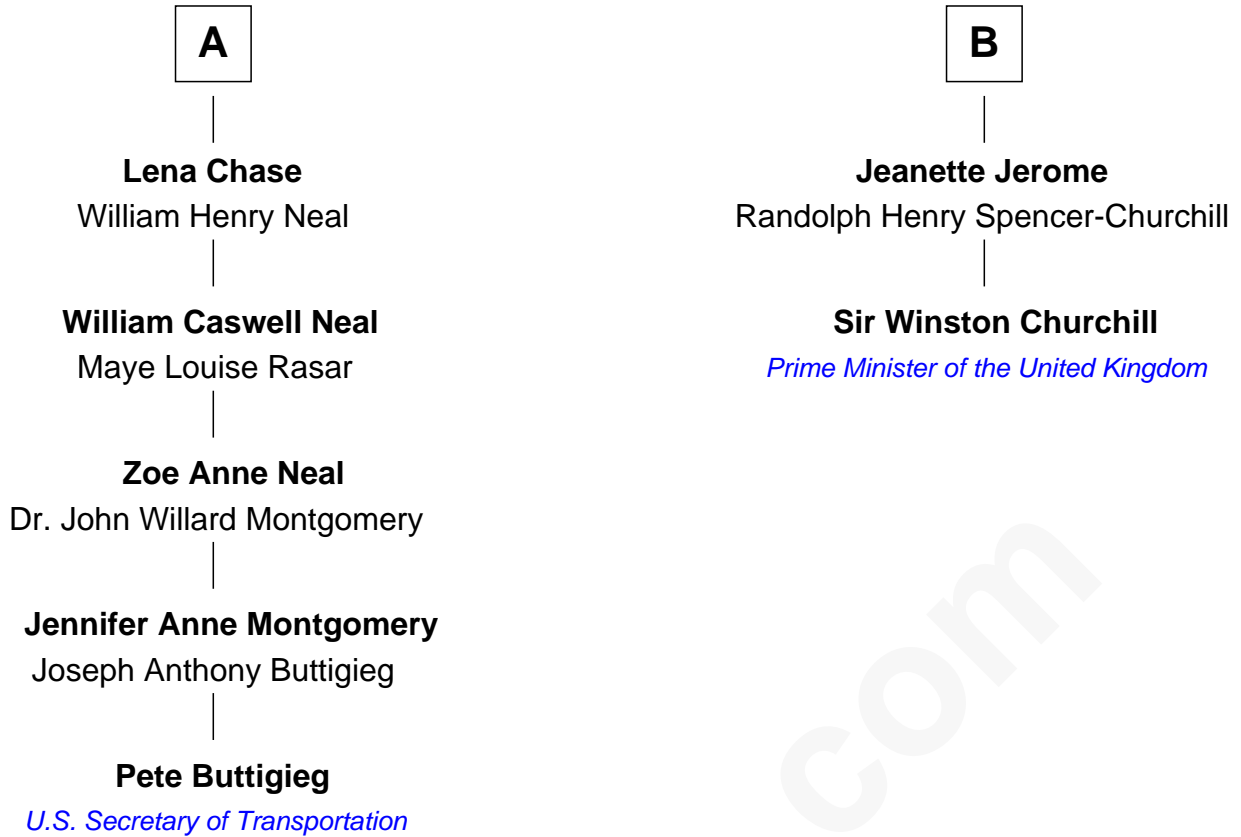 A
Lena Chase
William Henry Neal
William Caswell Neal
Maye Louise Rasar
Zoe Anne Neal
Dr. John Willard Montgomery
Jennifer Anne Montgomery
Joseph Anthony Buttigieg
Pete Buttigieg
U.S. Secretary of Transportation
B
Jeanette Jerome
Randolph Henry Spencer-Churchill
Sir Winston Churchill
Prime Minister of the United Kingdom
com